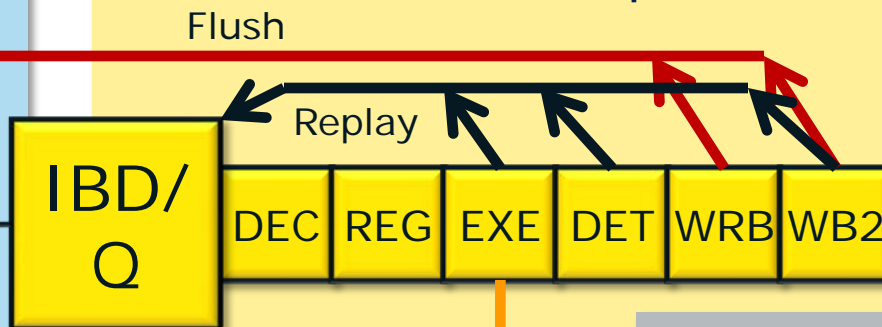 Flush
Replay
IBD/
Q
DEC REG EXE DET WRB WB2